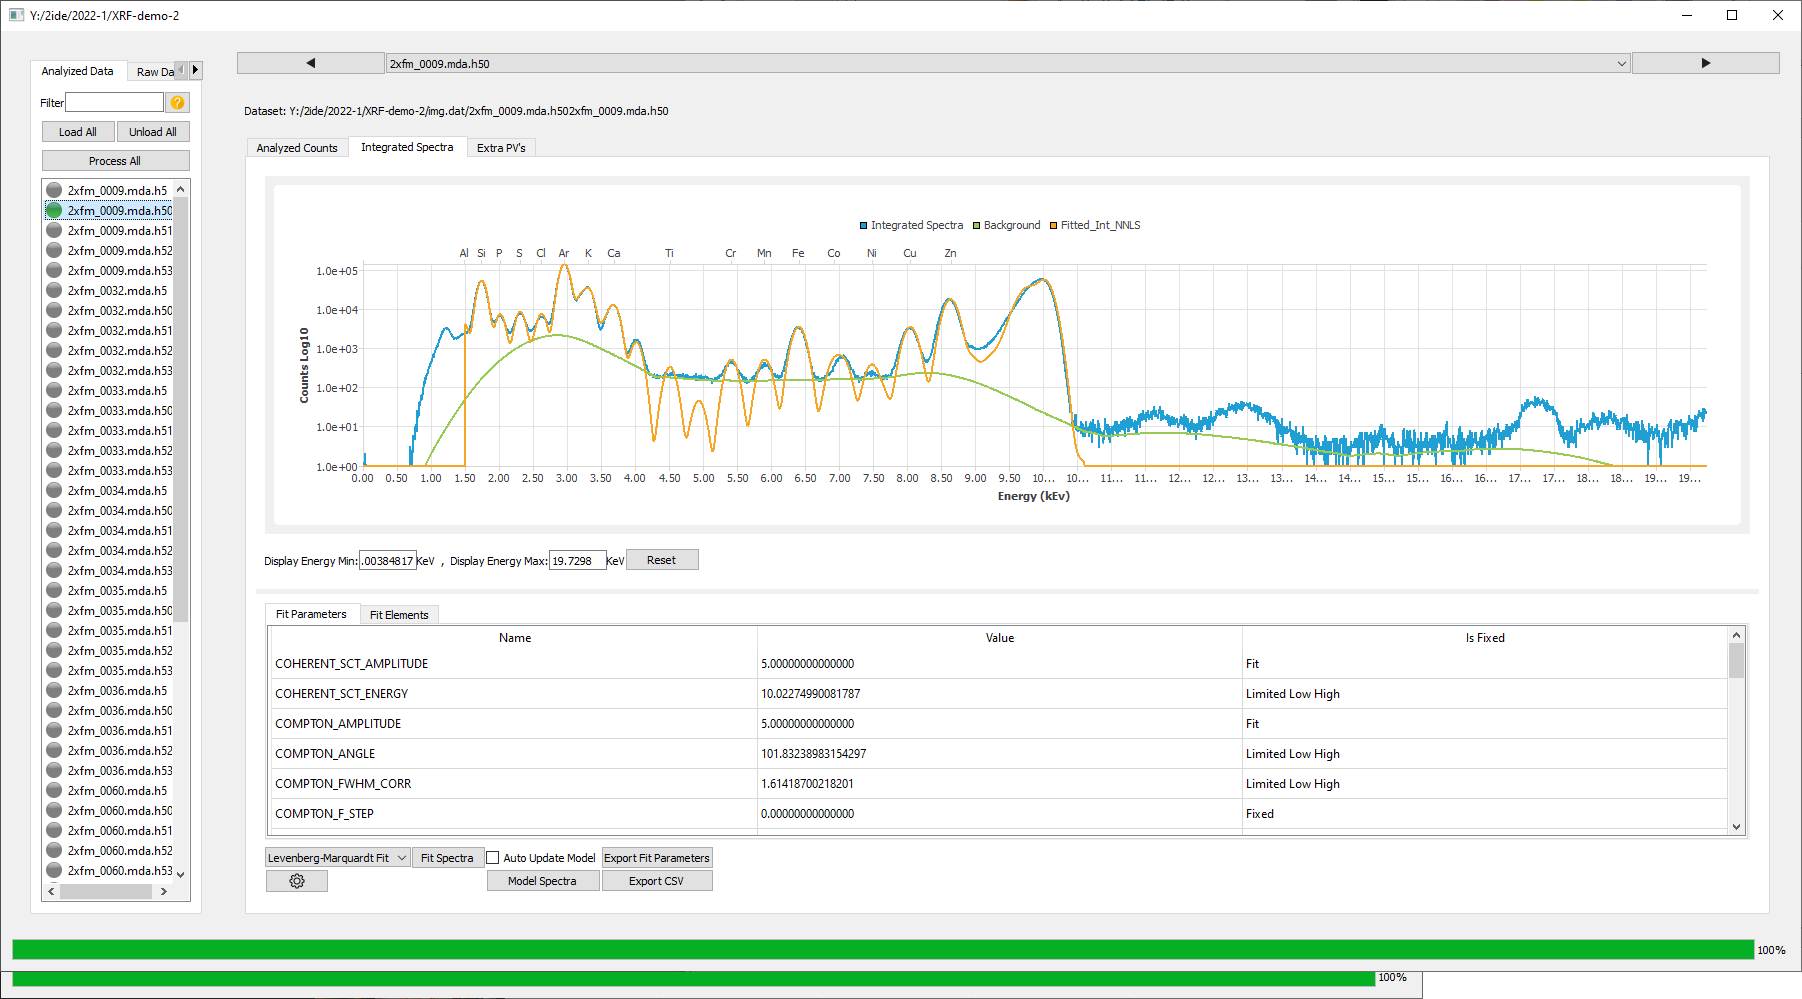 Y:/2ide/2022-1/XRF-demo-2
Analyized Data
Raw Da
Filter
?
Load All
Unload All
Process All
2xfm_0009.mda.h5
2xfm_0009.mda.h50
2xfm_0009.mda.h51
2xfm_0009.mda.h52
2xfm_0009.mda.h53
2xfm_0032.mda.h5
2xfm_0032.mda.h50
2xfm_0032.mda.h51
2xfm_0032.mda.h52
2xfm_0032.mda.h53
2xfm_0033.mda.h5
2xfm_0033.mda.h50
2xfm_0033.mda.h51
2xfm_0033.mda.h52
2xfm_0033.mda.h53
2xfm_0034.mda.h5
2xfm_0034.mda.h50
2xfm_0034.mda.h51
2xfm_0034.mda.h52
2xfm_0034.mda.h53
2xfm_0035.mda.h5
2xfm_0035.mda.h50
2xfm_0035.mda.h51
2xfm_0035.mda.h52
2xfm_0035.mda.h53
2xfm_0036.mda.h5
2xfm_0036.mda.h50
2xfm_0036.mda.h51
2xfm_0036.mda.h52
2xfm_0036.mda.h53
2xfm_0060.mda.h5
2xfm_0060.mda.h50
2xfm_0060.mda.h51
2xfm_0060.mda.h52
2xfm_0060.mda.h53
2xfm_0009.mda.h50
Dataset: Y:/2ide/2022-1/XRF-demo-2/img.dat/2xfm_0009.mda.h502xfm_0009.mda.h50
Analyzed Counts
Integrated Spectra
Extra PV's
Integrated Spectra Background Fitted_Int_NNLS
Al Si P S Cl Ar K Ca Ti Cr Mn Fe Co Ni Cu Zn
1.0e+05
1.0e+04
1.0e+03
1.0e+02
1.0e+01
1.0e+00
Counts Log10
0.00 0.50 1.00 1.50 2.00 2.50 3.00 3.50 4.00 4.50 5.00 5.50 6.00 6.50 7.00 7.50 8.00 8.50 9.00 9.50 10... 10... 11... 11... 12... 12... 13... 13... 14... 14... 15... 15... 16... 16... 17... 17... 18... 18... 19... 19...
Energy (kEv)
Display Energy Min: .00384817 KeV , Display Energy Max: 19.7298 KeV Reset
Fit Parameters
Fit Elements
Name Value Is Fixed
COHERENT_SCT_AMPLITUDE 5.00000000000000 Fit
COHERENT_SCT_ENERGY 10.02274990081787 Limited Low High
COMPTON_AMPLITUDE 5.00000000000000 Fit
COMPTON_ANGLE 101.83238983154297 Limited Low High
COMPTON_FWHM_CORR 1.61418700218201 Limited Low High
COMPTON_F_STEP 0.00000000000000 Fixed
Levenberg-Marquardt Fit Fit Spectra Auto Update Model Export Fit Parameters
Model Spectra Export CSV
100%
100%